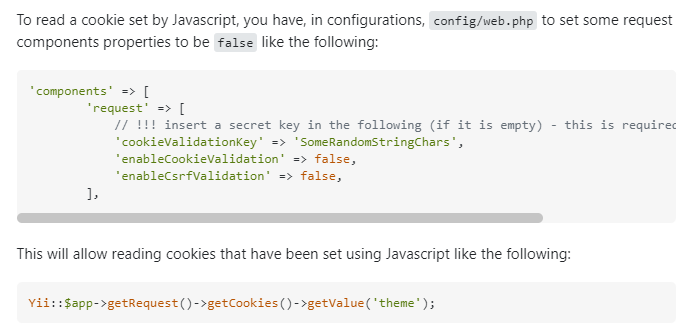 To read a cookie set by Javascript, you have, in configurations, config/web.php to set some request
components properties to be false like the following:
'components' => [
'request' => [
// !!! insert a secret key in the following (if it is empty) - this is required
'cookieValidationKey' => 'SomeRandomStringChars',
'enableCookieValidation' => false,
'enableCsrfValidation' => false,
],
This will allow reading cookies that have been set using Javascript like the following:
Yii::$app->getRequest()->getCookies()->getValue('theme');